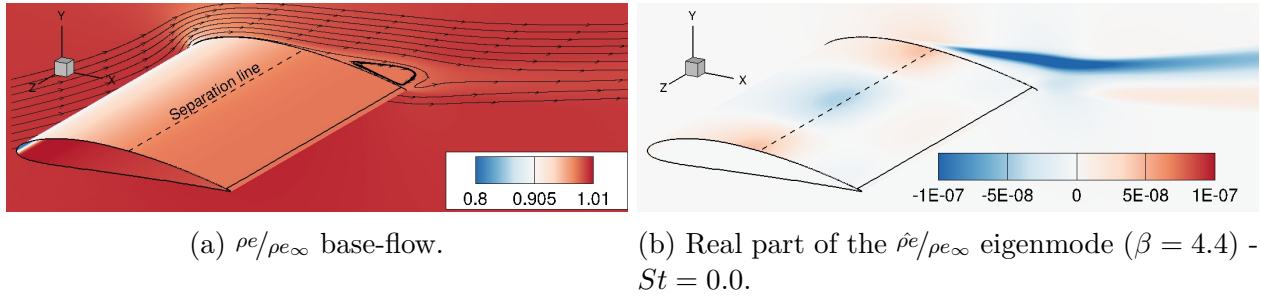 Y
X
Z
Separation line
0.8 0.905 1.01
Y
X
Z
-1E-07 -5E-08 0 5E-08 1E-07
(a) ρe/ρe∞ base-flow.
(b) Real part of the ρ̂e/ρe∞ eigenmode (β = 4.4) -
St = 0.0.